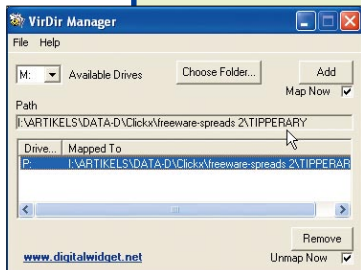 VirDir Manager
File Help
M: Available Drives Choose Folder... Add
Map Now
Path
I:\ARTIKELS\DATA-D\Clickx\freeware-spreads 2\TIPPERARY
Drive... Mapped To
P: I:\ARTIKELS\DATA-D\Clickx\freeware-spreads 2\TIPPERAR
Remove
www.digitalwidget.net Unmap Now